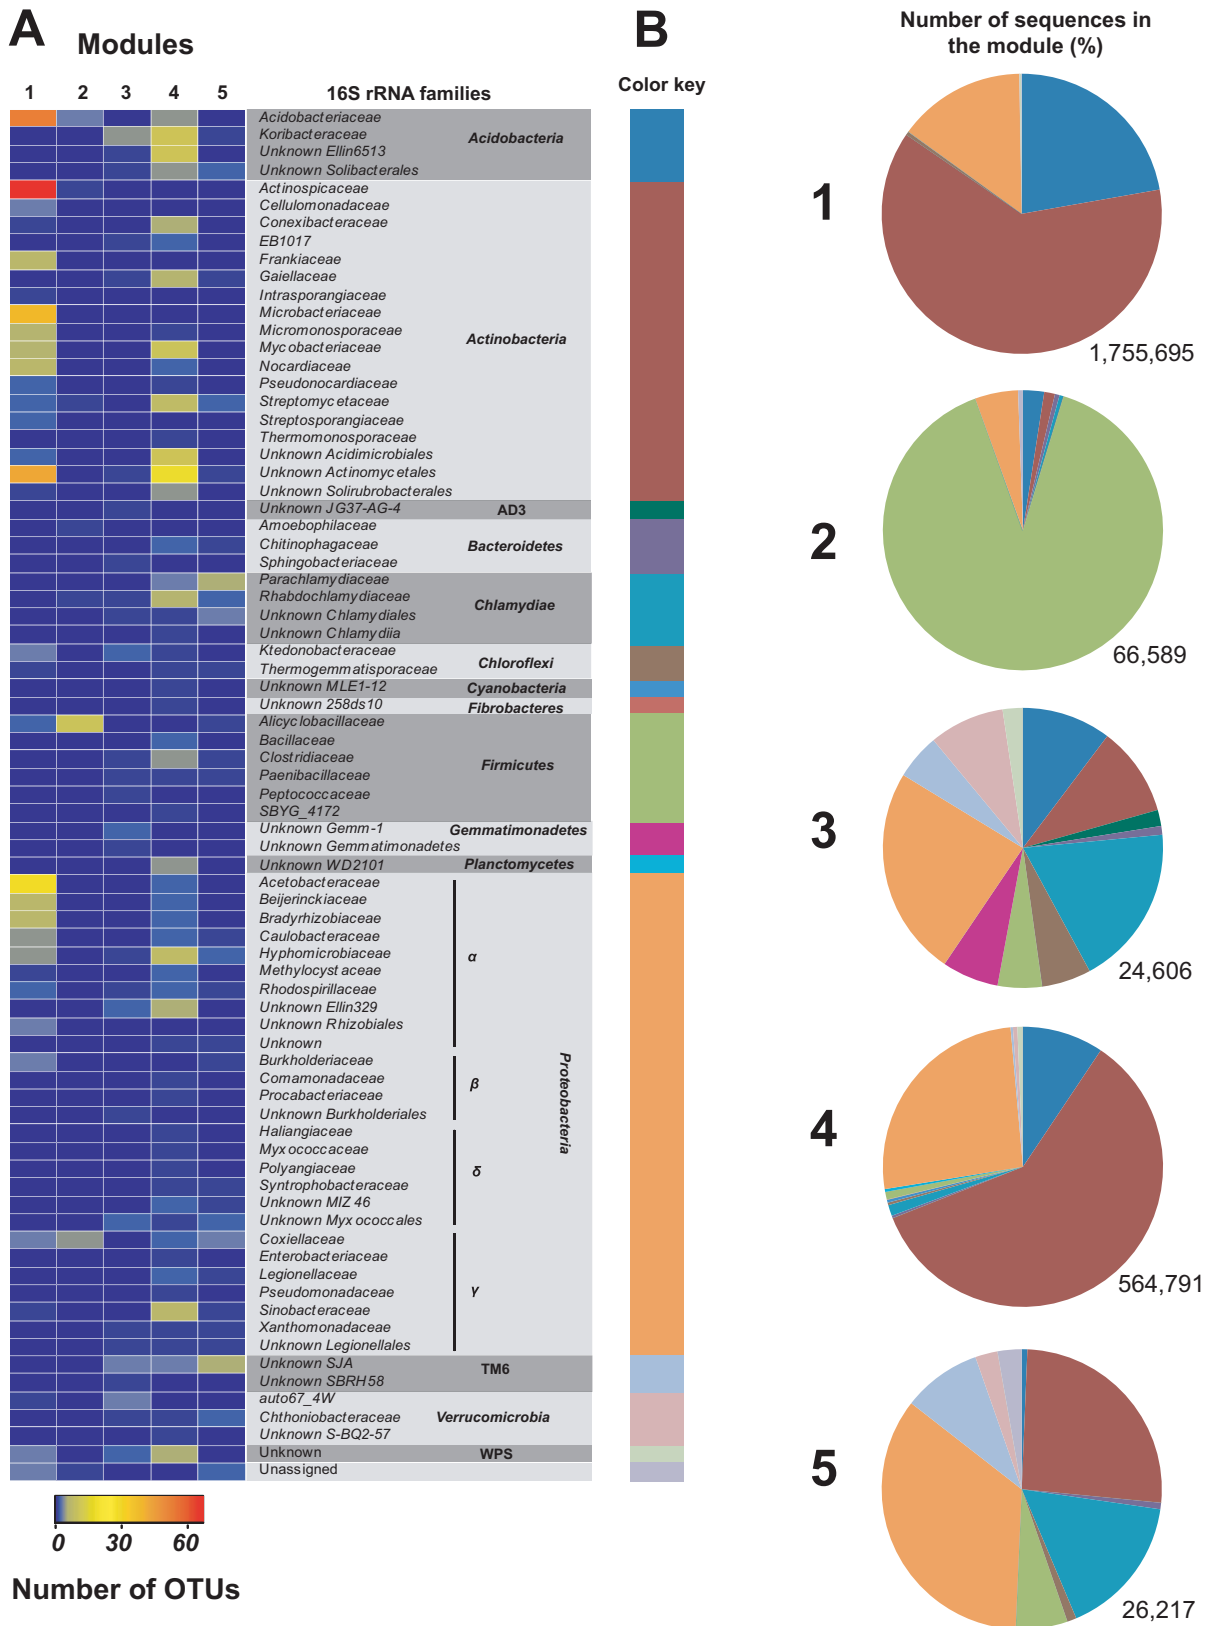 A
Modules
1 2 3 4 5
16S rRNA families
Acidobacteriaceae
Koribacteraceae
Unknown Ellin6513
Unknown Solibacterales
Acidobacteria
Actinospicaceae
Cellulomonadaceae
Conexibacteraceae
EB1017
Frankiaceae
Gaiellaceae
Intrasporangiaceae
Microbacteriaceae
Micromonosporaceae
Mycobacteriaceae
Nocardiaceae
Pseudonocardiaceae
Streptomycetaceae
Streptosporangiaceae
Thermomonosporaceae
Unknown Acidimicrobiales
Unknown Actinomycetales
Unknown Solirubrobacterales
Actinobacteria
Unknown JG37-AG-4
AD3
Amoebophilaceae
Chitinophagaceae
Sphingobacteriaceae
Bacteroidetes
Parachlamydiaceae
Rhabdochlamydiaceae
Unknown Chlamydiales
Unknown Chlamydiia
Chlamydiae
Ktedonobacteraceae
Thermogemmatisporaceae
Chloroflexi
Unknown MLE1-12
Cyanobacteria
Unknown 258ds10
Fibrobacteres
Alicyclobacillaceae
Bacillaceae
Clostridiaceae
Paenibacillaceae
Peptococcaceae
SBYG_4172
Firmicutes
Unknown Gemm-1
Unknown Gemmatimonadetes
Gemmatimonadetes
Unknown WD2101
Planctomycetes
Acetobacteraceae
Beijerinckiaceae
Bradyrhizobiaceae
Caulobacteraceae
Hyphomicrobiaceae
Methylocystaceae
Rhodospirillaceae
Unknown Ellin329
Unknown Rhizobiales
Unknown
α
Burkholderiaceae
Comamonadaceae
Procabacteriaceae
Unknown Burkholderiales
β
Haliangiaceae
Myxococcaceae
Polyangiaceae
Syntrophobacteraceae
Unknown MIZ46
Unknown Myxococcales
δ
Coxiellaceae
Enterobacteriaceae
Legionellaceae
Pseudomonadaceae
Sinobacteraceae
Xanthomonadaceae
Unknown Legionellales
γ
Proteobacteria
Unknown SJA
Unknown SBRH58
TM6
auto67_4W
Chthoniobacteraceae
Unknown S-BQ2-57
Verrucomicrobia
Unknown
WPS
Unassigned
0 30 60
Number of OTUs
B
Color key
Number of sequences in
the module (%)
1
1,755,695
2
66,589
3
24,606
4
564,791
5
26,217